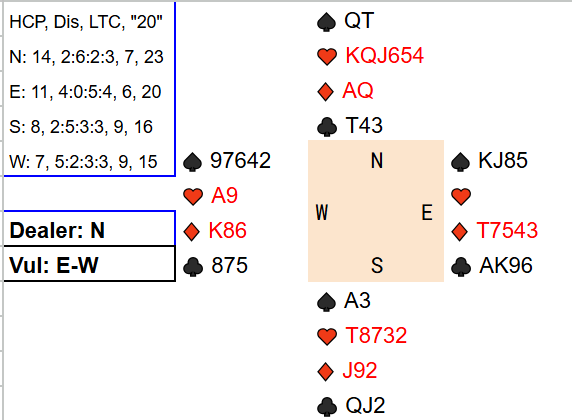 HCP, Dis, LTC, "20"
N: 14, 2:6:2:3, 7, 23
E: 11, 4:0:5:4, 6, 20
S: 8, 2:5:3:3, 9, 16
W: 7, 5:2:3:3, 9, 15
Dealer: N
Vul: E-W
♠ QT
♥ KQJ654
♦ AQ
♣ T43
♠ 97642
♥ A9
♦ K86
♣ 875
N
W E
S
♠ KJ85
♥
♦ T7543
♣ AK96
♠ A3
♥ T8732
♦ J92
♣ QJ2